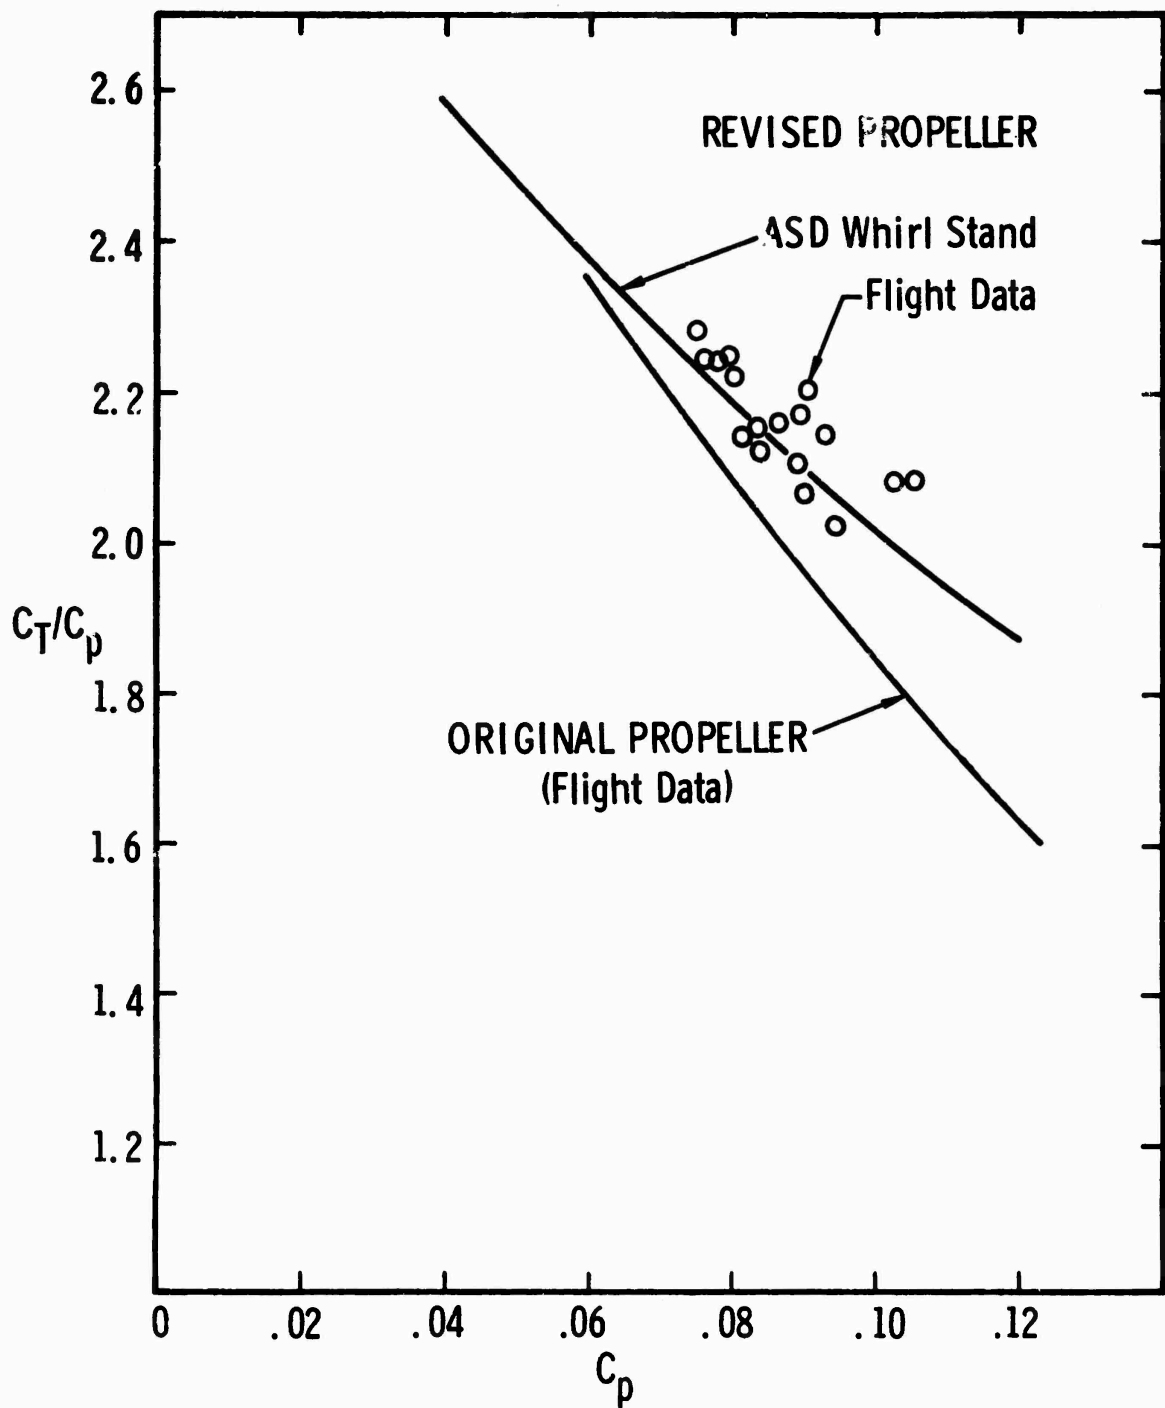 2.6
REVISED PROPELLER
2.4
ASD Whirl Stand
Flight Data
2.2
2.0
CT/Cp
1.8
ORIGINAL PROPELLER
(Flight Data)
1.6
1.4
1.2
0 .02 .04 .06 .08 .10 .12
Cp